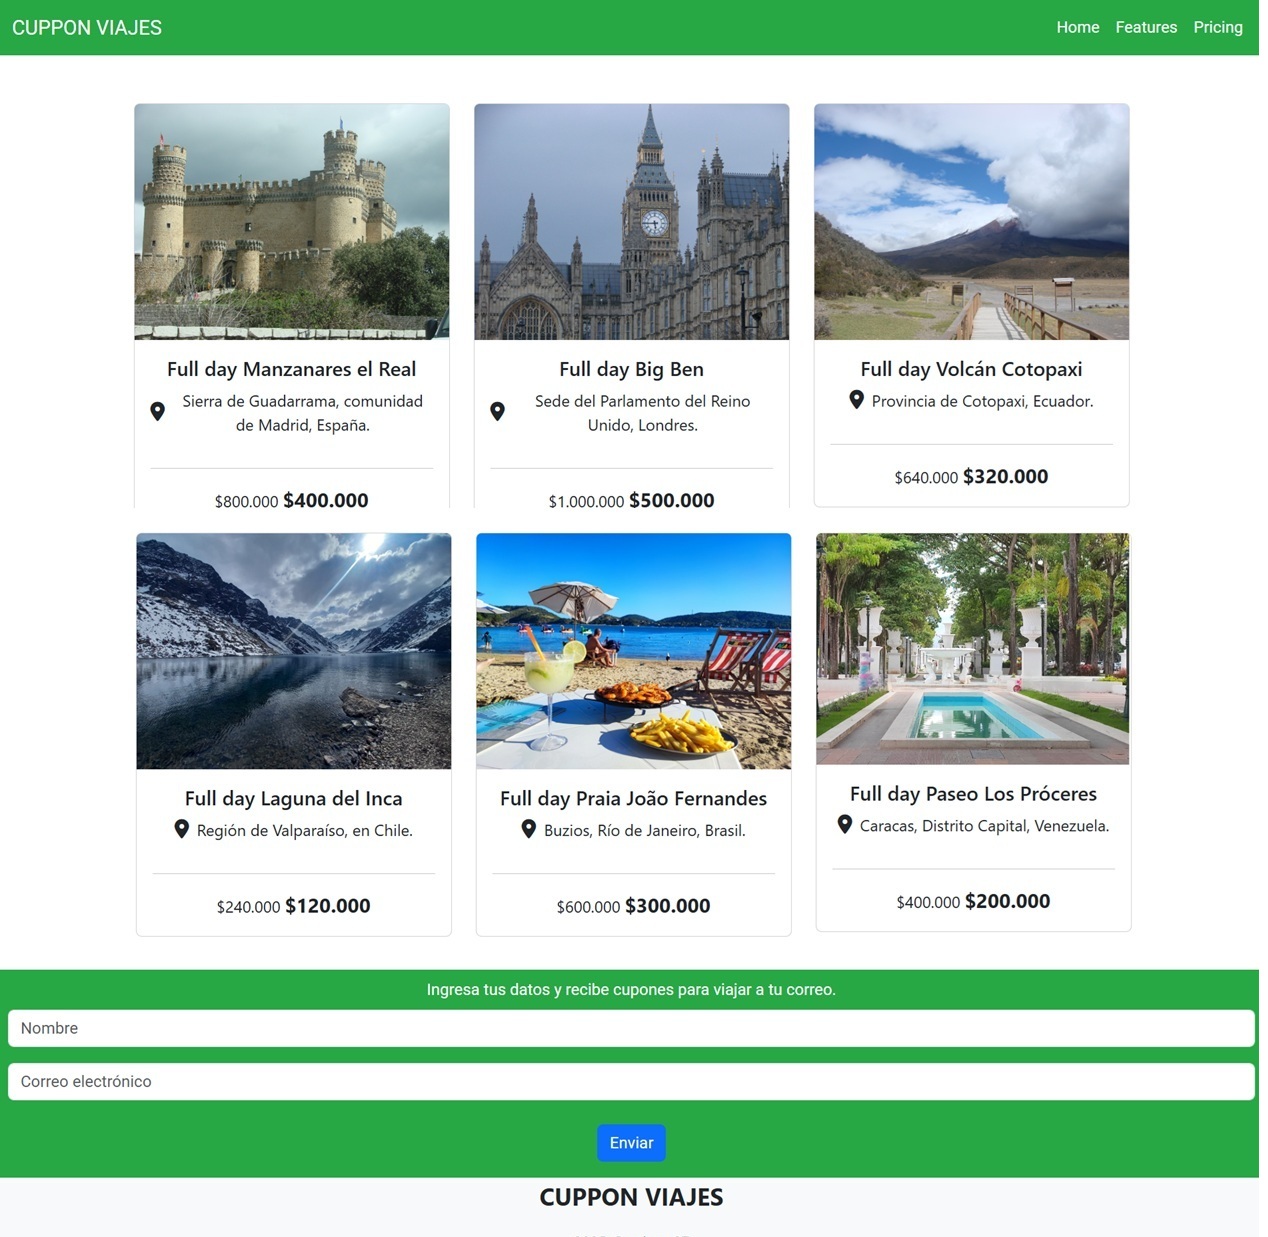 CUPPON VIAJES
Home Features Pricing
Full day Manzanares el Real
Sierra de Guadarrama, comunidad
de Madrid, España.
$800.000 $400.000
Full day Big Ben
Sede del Parlamento del Reino
Unido, Londres.
$1.000.000 $500.000
Full day Volcán Cotopaxi
Provincia de Cotopaxi, Ecuador.
$640.000 $320.000
Full day Laguna del Inca
Región de Valparaíso, en Chile.
$240.000 $120.000
Full day Praia João Fernandes
Buzios, Río de Janeiro, Brasil.
$600.000 $300.000
Full day Paseo Los Próceres
Caracas, Distrito Capital, Venezuela.
$400.000 $200.000
Ingresa tus datos y recibe cupones para viajar a tu correo.
Nombre
Correo electrónico
Enviar
CUPPON VIAJES